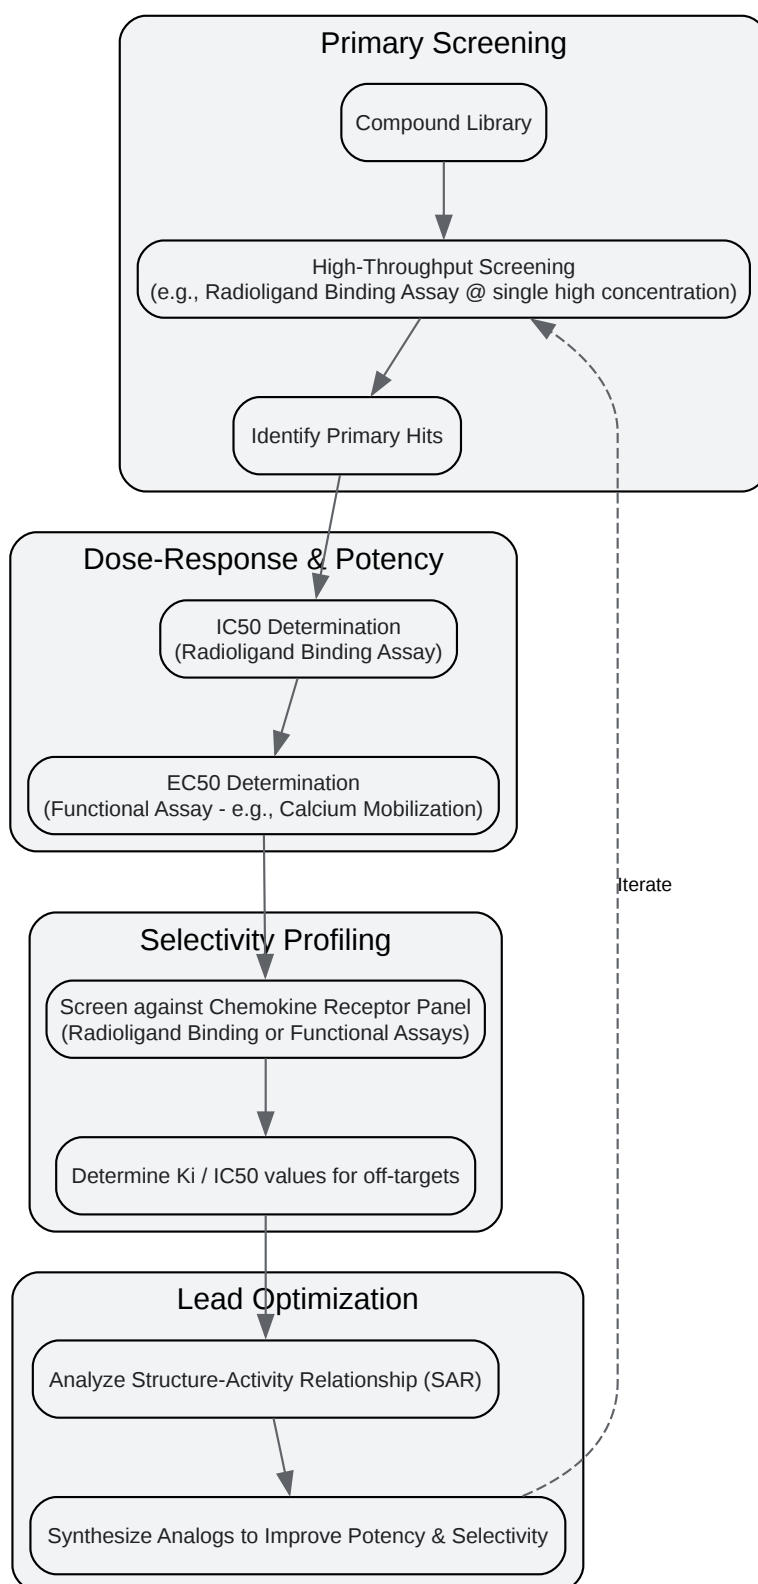 Primary Screening
Compound Library
High-Throughput Screening
(e.g., Radioligand Binding Assay @ single high concentration)
Identify Primary Hits
Dose-Response & Potency
IC50 Determination
(Radioligand Binding Assay)
EC50 Determination
(Functional Assay - e.g., Calcium Mobilization)
Iterate
Selectivity Profiling
Screen against Chemokine Receptor Panel
(Radioligand Binding or Functional Assays)
Determine Ki / IC50 values for off-targets
Lead Optimization
Analyze Structure-Activity Relationship (SAR)
Synthesize Analogs to Improve Potency & Selectivity